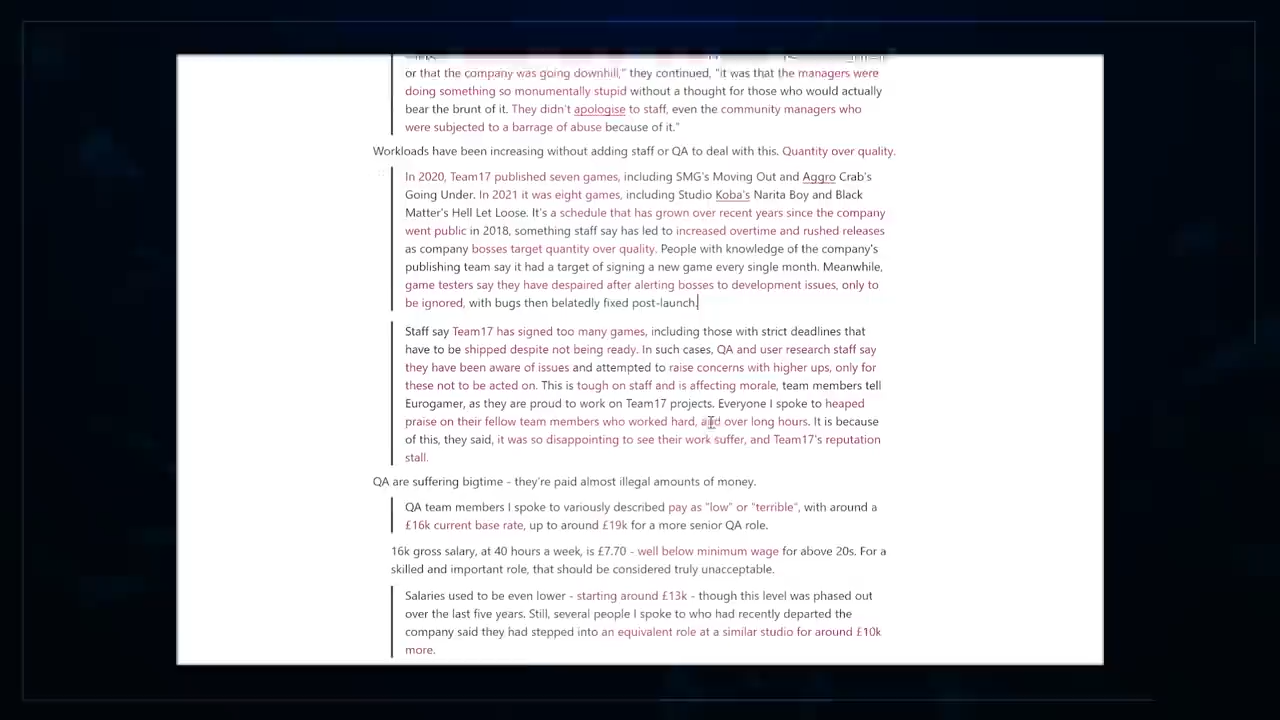 or that the company was going downhill," they continued, "it was that the managers were
doing something so monumentally stupid without a thought for those who would actually
bear the brunt of it. They didn't apologise to staff, even the community managers who
were subjected to a barrage of abuse because of it."
Workloads have been increasing without adding staff or QA to deal with this. Quantity over quality.
In 2020, Team17 published seven games, including SMG's Moving Out and Aggro Crab's
Going Under. In 2021 it was eight games, including Studio Koba's Narita Boy and Black
Matter's Hell Let Loose. It's a schedule that has grown over recent years since the company
went public in 2018, something staff say has led to increased overtime and rushed releases
as company bosses target quantity over quality. People with knowledge of the company's
publishing team say it had a target of signing a new game every single month. Meanwhile,
game testers say they have despaired after alerting bosses to development issues, only to
be ignored, with bugs then belatedly fixed post-launch.
Staff say Team17 has signed too many games, including those with strict deadlines that
have to be shipped despite not being ready. In such cases, QA and user research staff say
they have been aware of issues and attempted to raise concerns with higher ups, only for
these not to be acted on. This is tough on staff and is affecting morale, team members tell
Eurogamer, as they are proud to work on Team17 projects. Everyone I spoke to heaped
praise on their fellow team members who worked hard, and over long hours. It is because
of this, they said, it was so disappointing to see their work suffer, and Team17's reputation
stall.
QA are suffering bigtime - they're paid almost illegal amounts of money.
QA team members I spoke to variously described pay as "low" or "terrible", with around a
£16k current base rate, up to around £19k for a more senior QA role.
16k gross salary, at 40 hours a week, is £7.70 - well below minimum wage for above 20s. For a
skilled and important role, that should be considered truly unacceptable.
Salaries used to be even lower - starting around £13k - though this level was phased out
over the last five years. Still, several people I spoke to who had recently departed the
company said they had stepped into an equivalent role at a similar studio for around £10k
more.